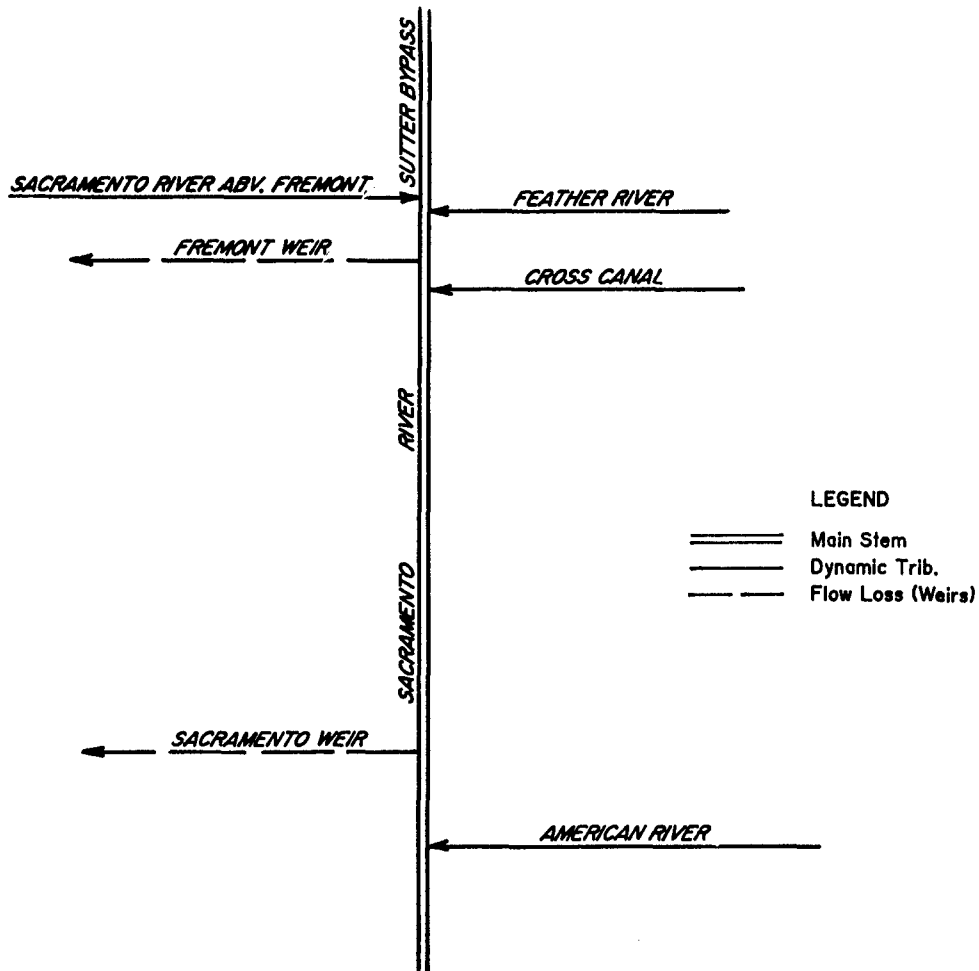 SUTTER BYPASS
SACRAMENTO RIVER ABV. FREMONT
FEATHER RIVER
FREMONT WEIR
CROSS CANAL
RIVER
LEGEND
Main Stem
Dynamic Trib.
Flow Loss (Weirs)
SACRAMENTO
SACRAMENTO WEIR
AMERICAN RIVER